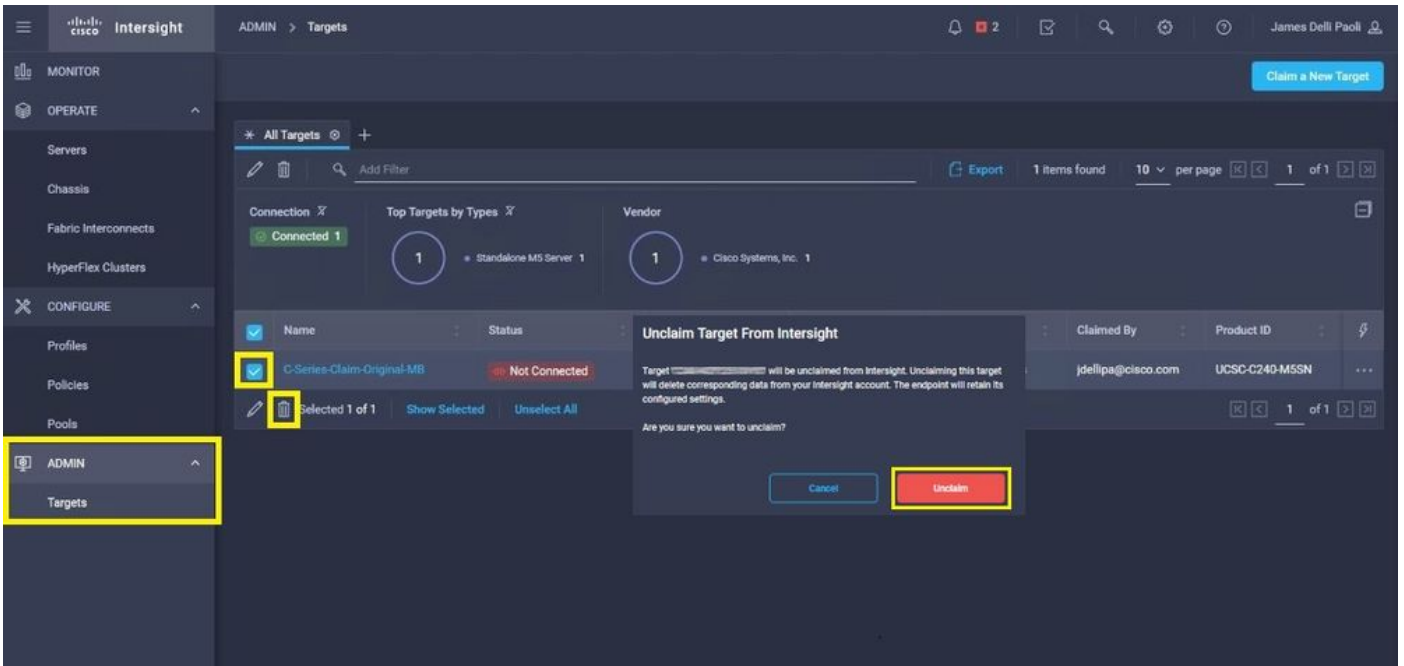 cisco Intersight
ADMIN > Targets
2
James Delli Paoli
MONITOR
OPERATE
Servers
Chassis
Fabric Interconnects
HyperFlex Clusters
CONFIGURE
Profiles
Policies
Pools
ADMIN
Targets
Claim a New Target
All Targets
Add Filter
Export
1 items found
10 per page
1 of 1
Connection
Connected 1
Top Targets by Types
1
Standalone M5 Server 1
Vendor
1
Cisco Systems, Inc. 1
Name
Status
Claimed By
Product ID
C-Series-Claim-Original-MB
Not Connected
jdellipa@cisco.com
UCSC-C240-M5SN
Selected 1 of 1
Show Selected
Unselect All
1 of 1
Unclaim Target From Intersight
Target will be unclaimed from Intersight. Unclaiming this target
will delete corresponding data from your Intersight account. The endpoint will retain its
configured settings.
Are you sure you want to unclaim?
Cancel
Unclaim